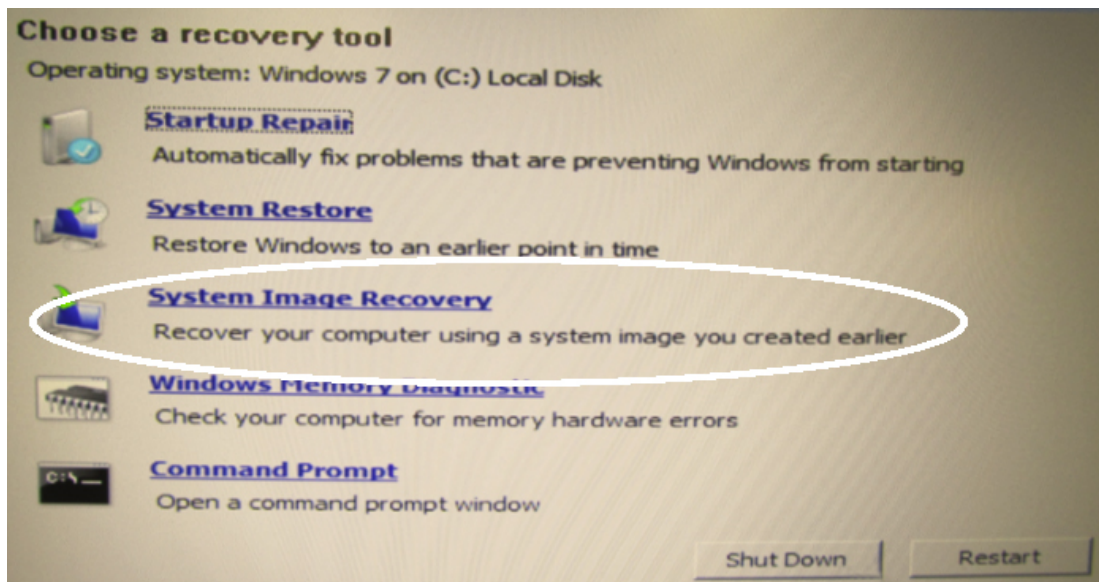 Choose a recovery tool
Operating system: Windows 7 on (C:) Local Disk
Startup Repair
Automatically fix problems that are preventing Windows from starting
System Restore
Restore Windows to an earlier point in time
System Image Recovery
Recover your computer using a system image you created earlier
Windows Memory Diagnostic
Check your computer for memory hardware errors
C:\_
Command Prompt
Open a command prompt window
Shut Down
Restart